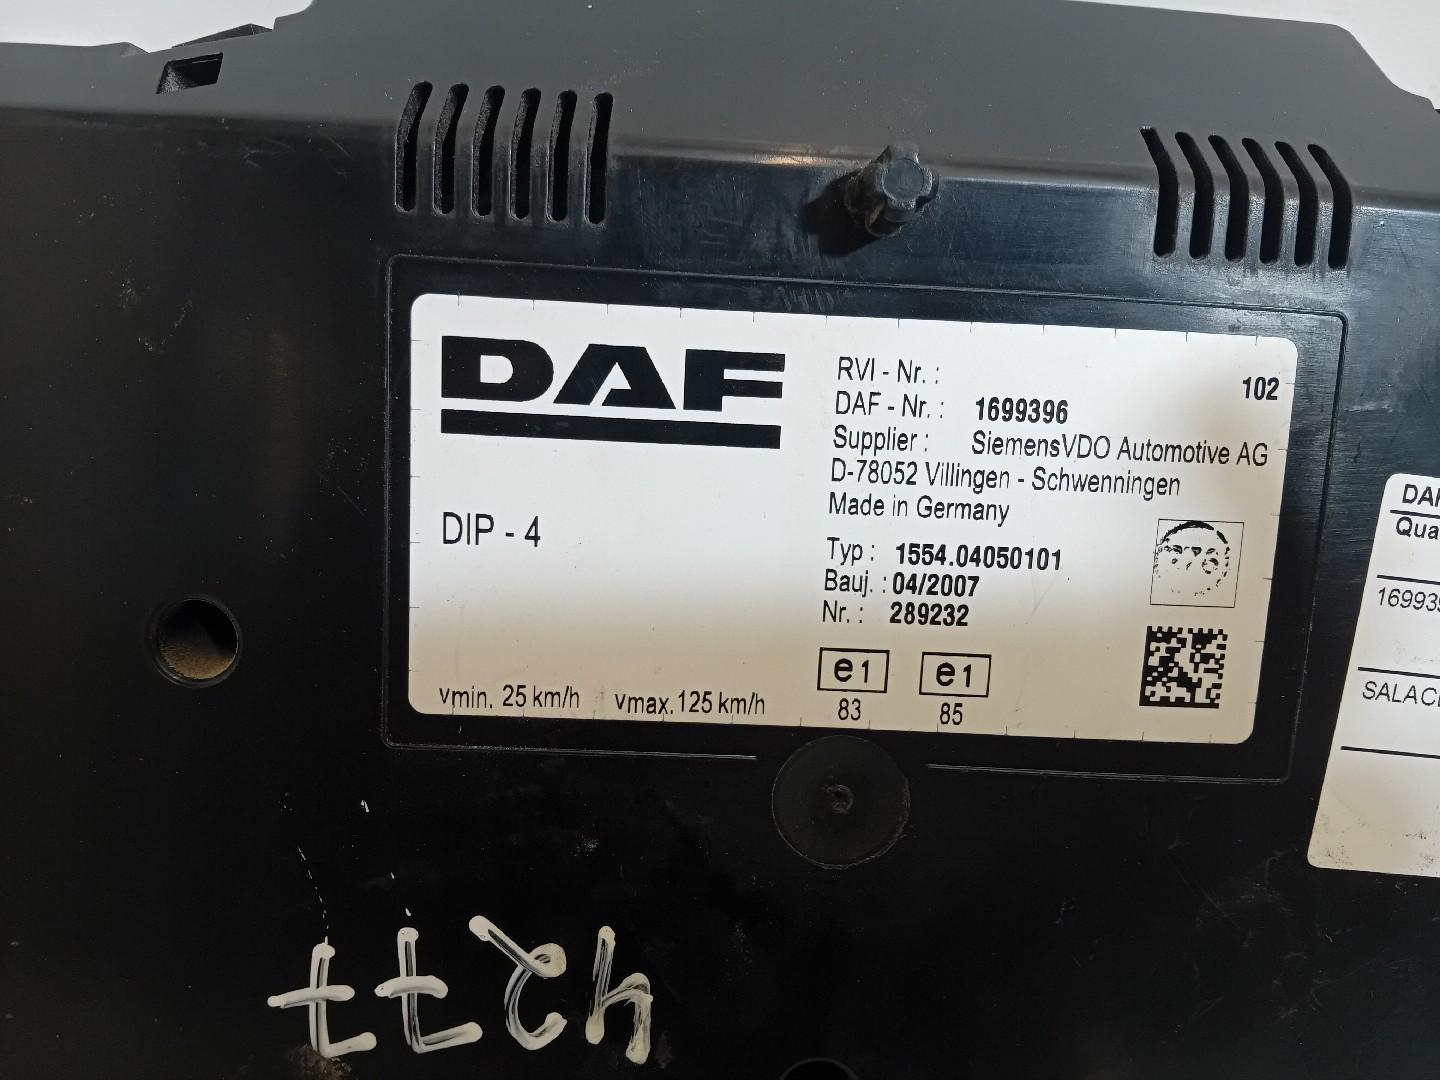 DAF
DIP - 4
vmin. 25 km/h vmax. 125 km/h
RVI - Nr. : 102
DAF - Nr. : 1699396
Supplier : SiemensVDO Automotive AG
D-78052 Villingen - Schwenningen
Made in Germany
Typ : 1554.04050101
Bauj. : 04/2007
Nr. : 289232
e1 e1
83 85
DAF
Qua
16993
SALAC
4277